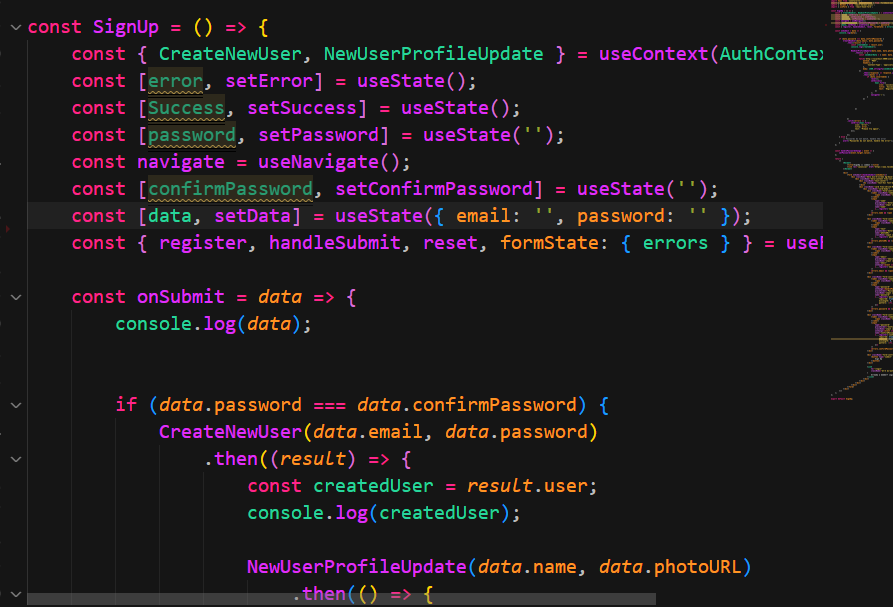 const SignUp = () => {
const { CreateNewUser, NewUserProfileUpdate } = useContext(AuthContex
const [error, setError] = useState();
const [Success, setSuccess] = useState();
const [password, setPassword] = useState('');
const navigate = useNavigate();
const [confirmPassword, setConfirmPassword] = useState('');
const [data, setData] = useState({ email: '', password: '' });
const { register, handleSubmit, reset, formState: { errors } } = useF
const onSubmit = data => {
console.log(data);
if (data.password === data.confirmPassword) {
CreateNewUser(data.email, data.password)
.then((result) => {
const createdUser = result.user;
console.log(createdUser);
NewUserProfileUpdate(data.name, data.photoURL)
.then(() => {